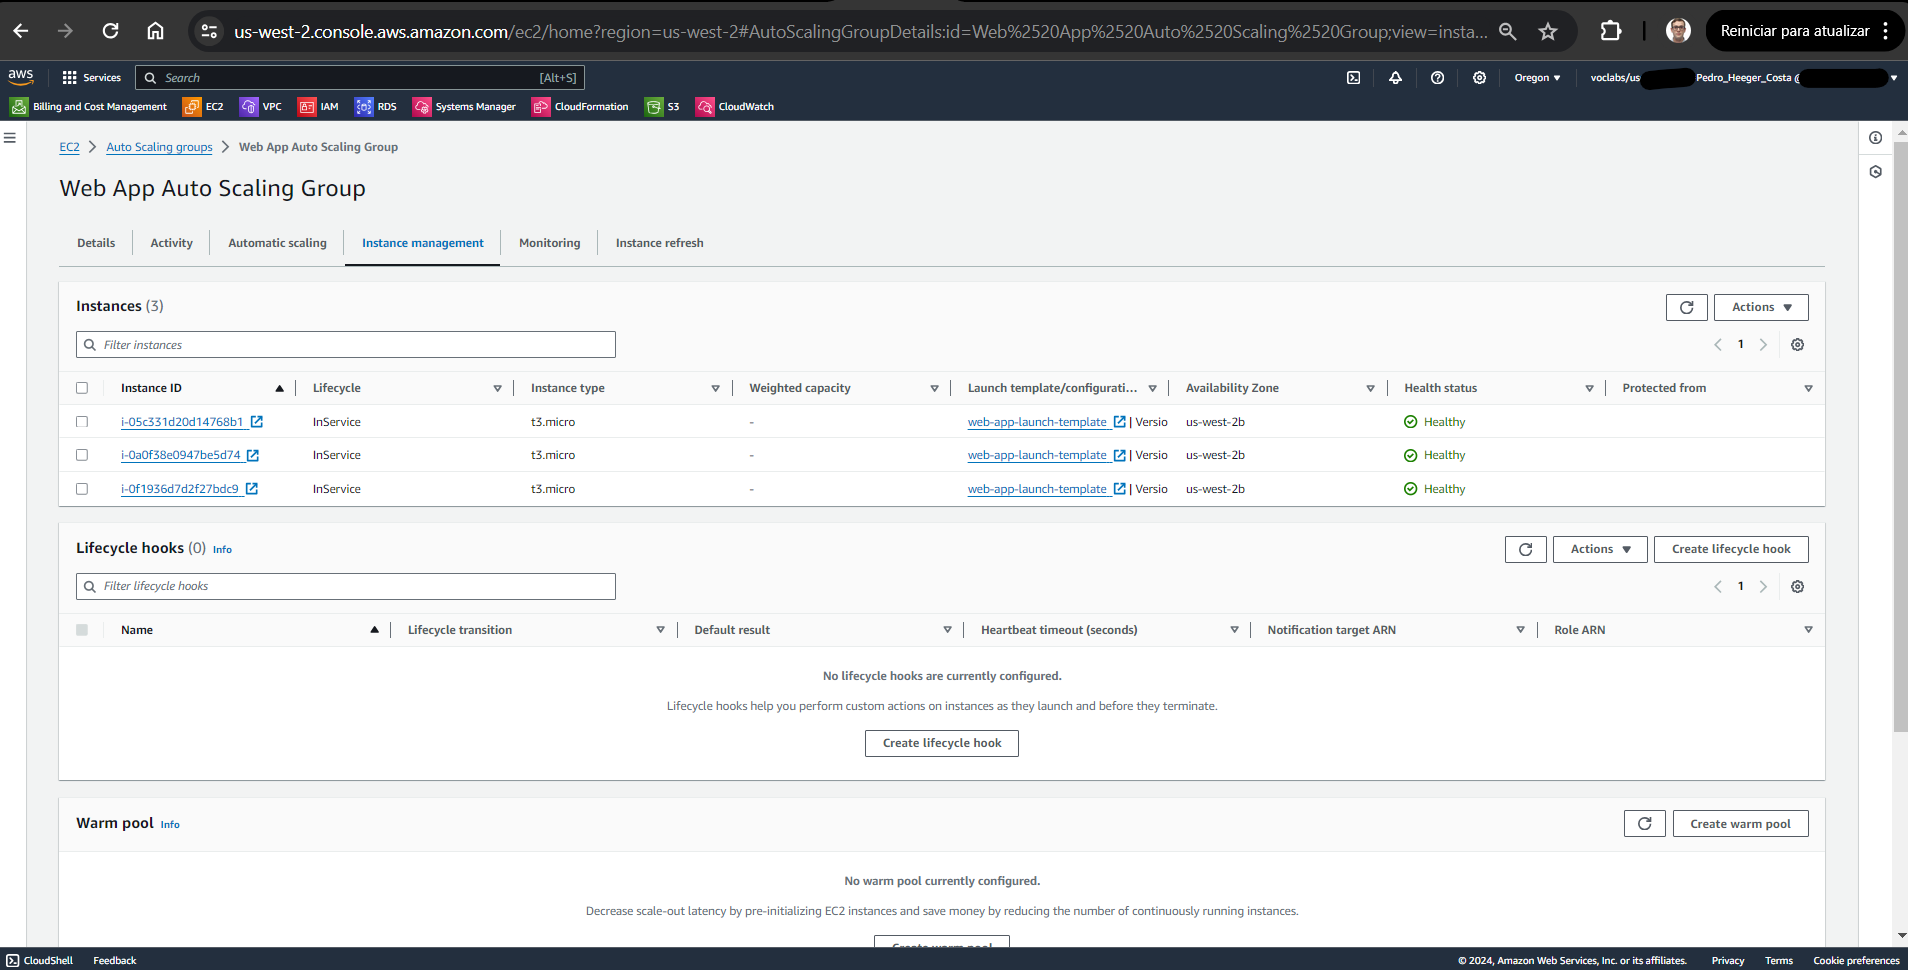 us-west-2.console.aws.amazon.com/ec2/home?region=us-west-2#AutoScalingGroupDetails:id=Web%2520App%2520Auto%2520Scaling%2520Group;view=insta... Reiniciar para atualizar
aws Services Search [Alt+S] Oregon ▼ voclabs/us Pedro_Heeger_Costa @
Billing and Cost Management EC2 VPC IAM RDS Systems Manager CloudFormation S3 CloudWatch
EC2 > Auto Scaling groups > Web App Auto Scaling Group
Web App Auto Scaling Group
Details Activity Automatic scaling Instance management Monitoring Instance refresh
Instances (3) Actions ▼
Filter instances < 1 >
Instance ID Lifecycle Instance type Weighted capacity Launch template/configurati... Availability Zone Health status Protected from
i-05c331d20d14768b1 InService t3.micro - web-app-launch-template | Versio us-west-2b Healthy
i-0a0f38e0947be5d74 InService t3.micro - web-app-launch-template | Versio us-west-2b Healthy
i-0f1936d7d2f27bdc9 InService t3.micro - web-app-launch-template | Versio us-west-2b Healthy
Lifecycle hooks (0) Info Actions ▼ Create lifecycle hook
Filter lifecycle hooks < 1 >
Name Lifecycle transition Default result Heartbeat timeout (seconds) Notification target ARN Role ARN
No lifecycle hooks are currently configured.
Lifecycle hooks help you perform custom actions on instances as they launch and before they terminate.
Create lifecycle hook
Warm pool Info Create warm pool
No warm pool currently configured.
Decrease scale-out latency by pre-initializing EC2 instances and save money by reducing the number of continuously running instances.
Create warm pool
CloudShell Feedback © 2024, Amazon Web Services, Inc. or its affiliates. Privacy Terms Cookie preferences